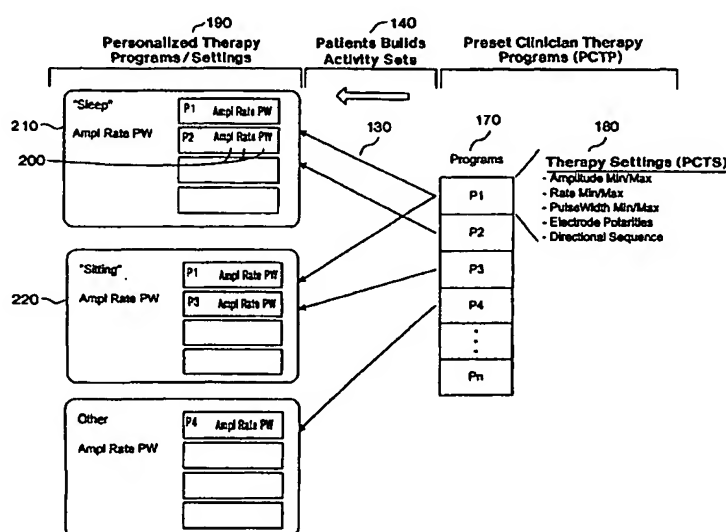 190
140
Personalized Therapy Programs/Settings
Patients Builds Activity Sets
Preset Clinician Therapy Programs (PCTP)
210
"Sleep"
Ampl Rate PW
200
P1 Ampl Rate PW
P2 Ampl Rate PW
130
170
Programs
180
Therapy Settings (PCTS)
- Amplitude Min/Max
- Rate Min/Max
- PulseWidth Min/Max
- Electrode Polarities
- Directional Sequence
P1
P2
P3
P4
Pn
220
"Sitting"
Ampl Rate PW
P1 Ampl Rate PW
P3 Ampl Rate PW
Other
Ampl Rate PW
P4 Ampl Rate PW